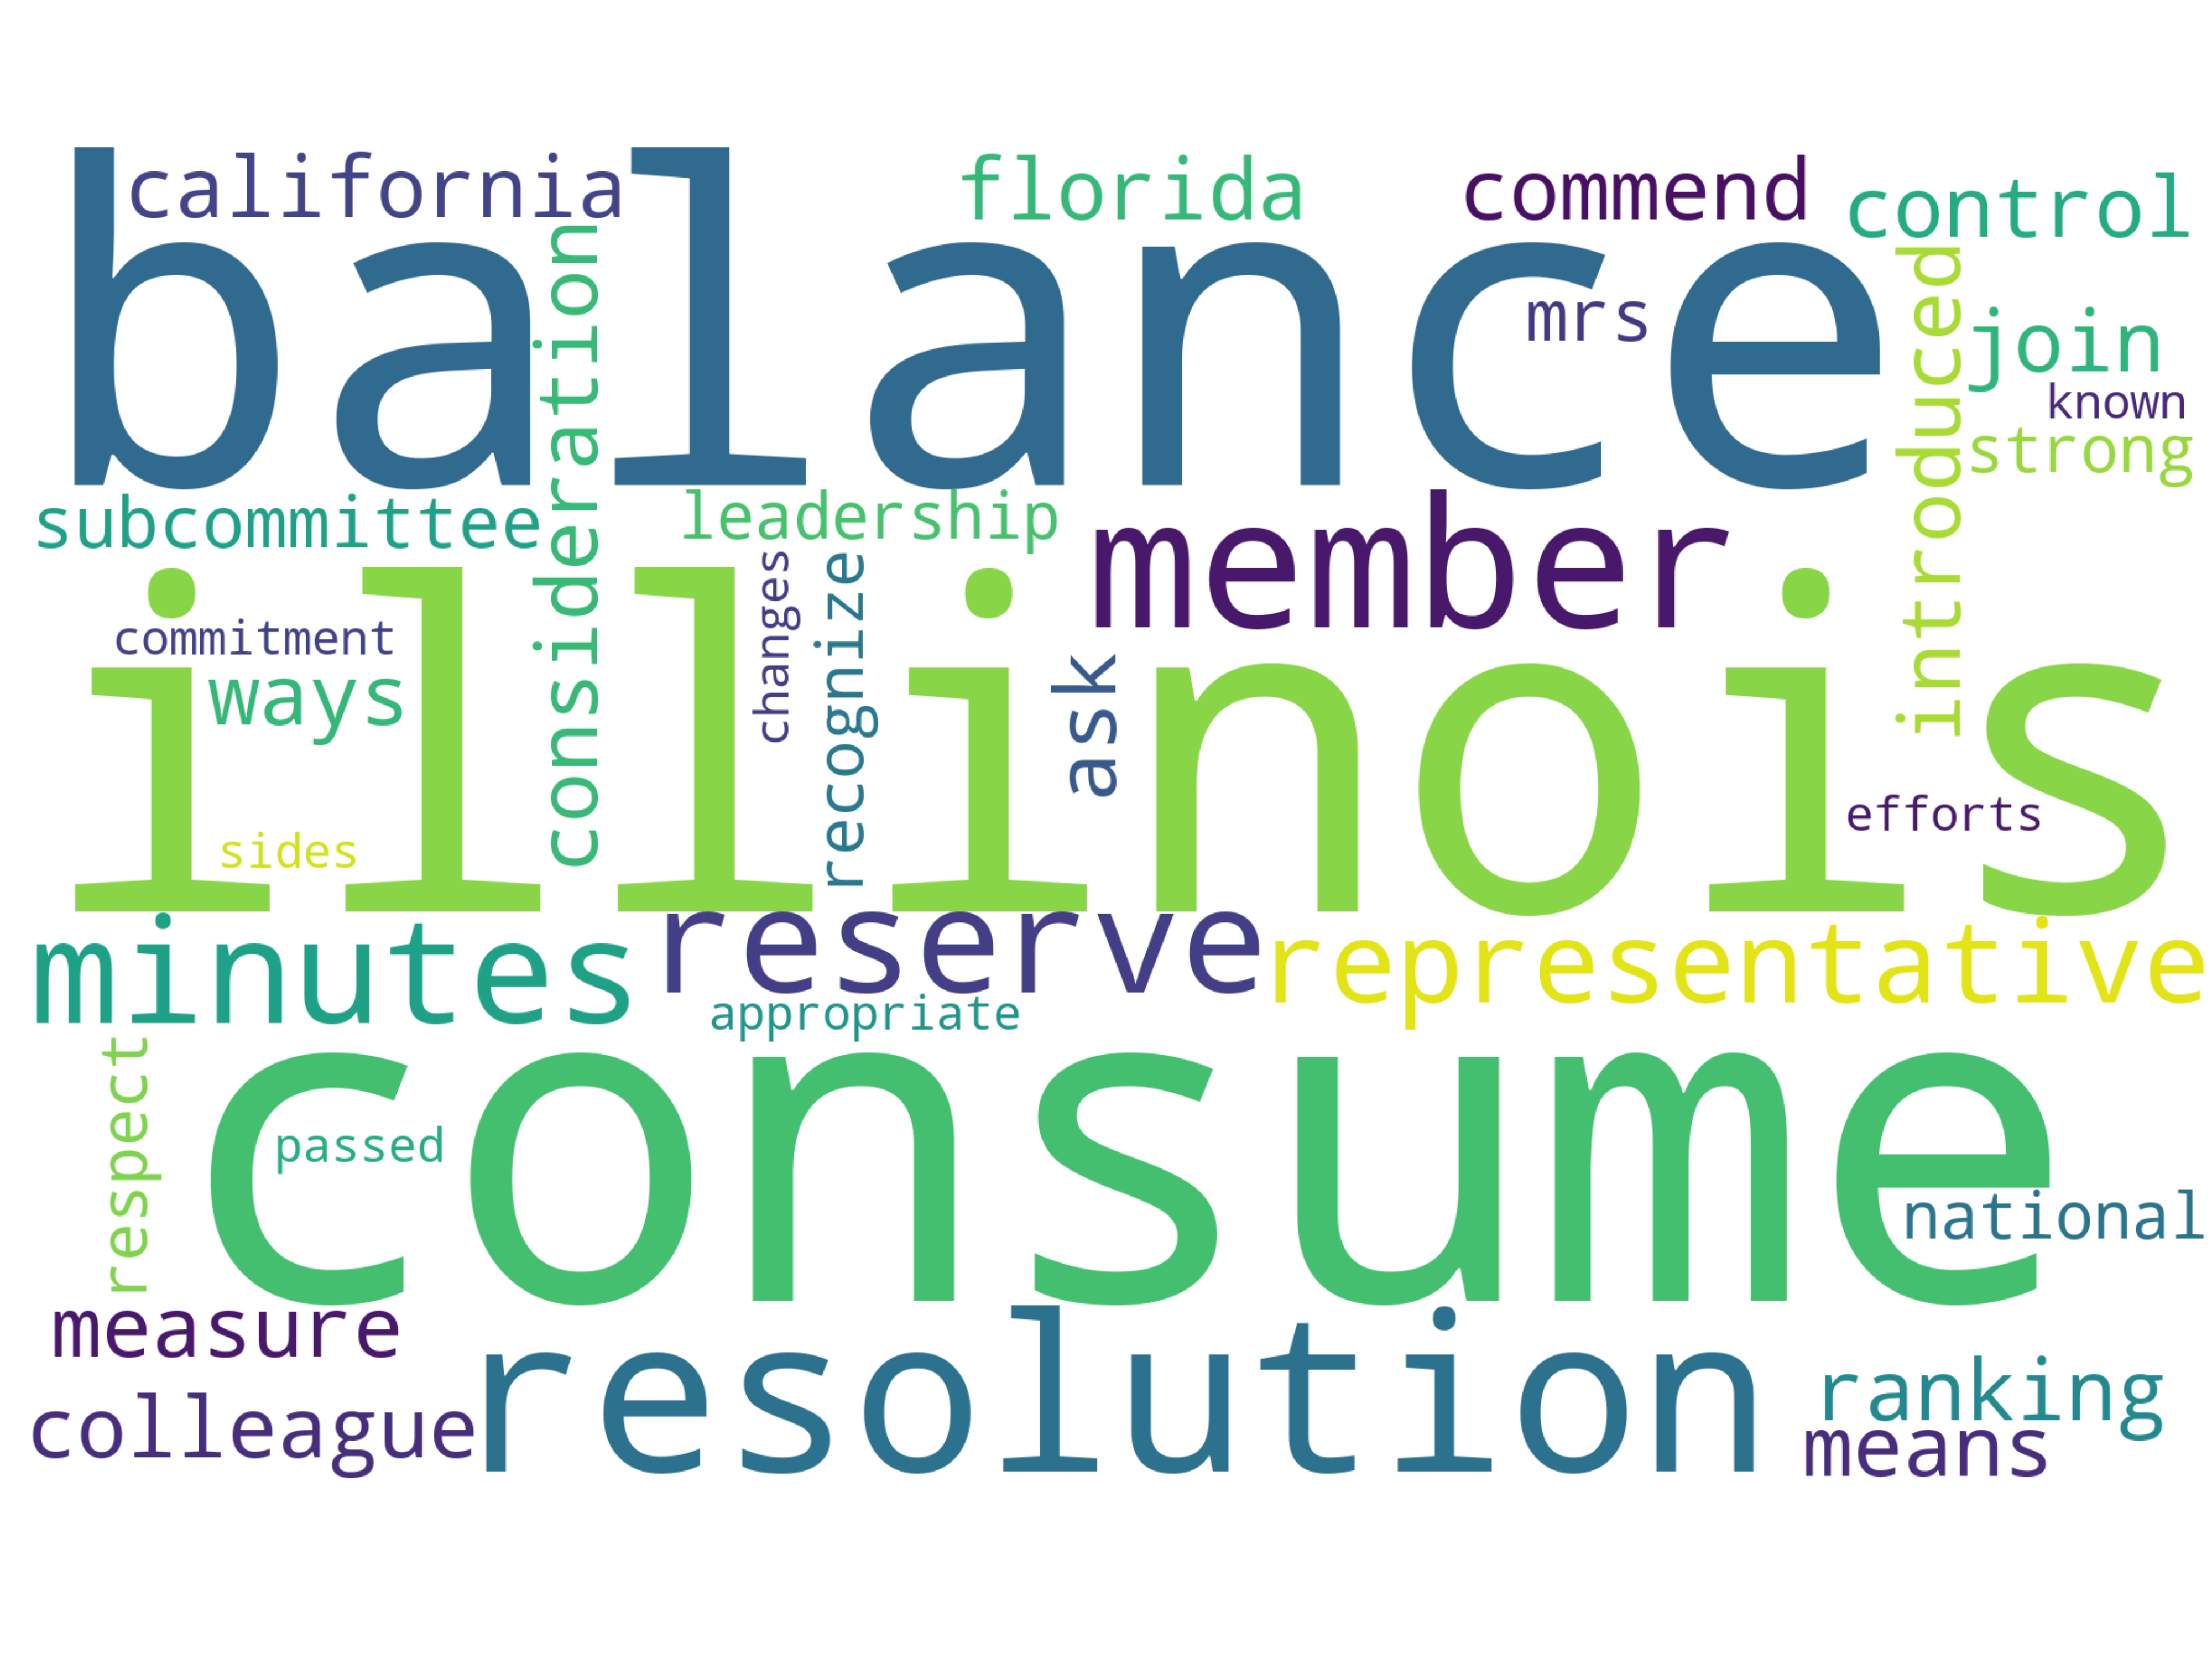 california
florida
commend
control
balance
mrs
introduced
join
known
strong
consideration
subcommittee
leadership
member
illinois
commitment
ways
changes
recognize
ask
sides
efforts
minutes
reserve
representative
appropriate
respect
consume
passed
national
measure
resolution
ranking
colleague
means